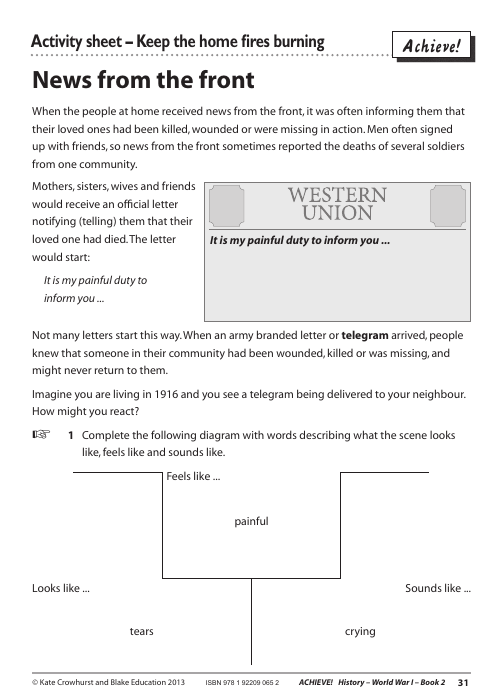 Activity sheet – Keep the home fires burning
Achieve!
News from the front
When the people at home received news from the front, it was often informing them that
their loved ones had been killed, wounded or were missing in action. Men often signed
up with friends, so news from the front sometimes reported the deaths of several soldiers
from one community.
Mothers, sisters, wives and friends
would receive an official letter
notifying (telling) them that their
loved one had died. The letter
would start:
It is my painful duty to
inform you ...
WESTERN
UNION
It is my painful duty to inform you ...
Not many letters start this way. When an army branded letter or telegram arrived, people
knew that someone in their community had been wounded, killed or was missing, and
might never return to them.
Imagine you are living in 1916 and you see a telegram being delivered to your neighbour.
How might you react?
1 Complete the following diagram with words describing what the scene looks
like, feels like and sounds like.
Feels like ...
painful
Looks like ...
Sounds like ...
tears
crying
© Kate Crowhurst and Blake Education 2013 ISBN 978 1 92209 065 2 ACHIEVE! History – World War I – Book 2 31